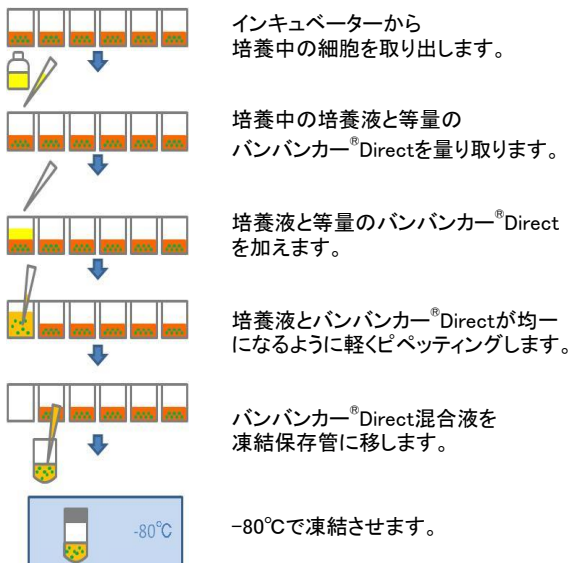 インキュベーターから
培養中の細胞を取り出します。
培養中の培養液と等量の
バンバンカー®Directを量り取ります。
培養液と等量のバンバンカー®Direct
を加えます。
培養液とバンバンカー®Directが均一
になるように軽くピペッティングします。
バンバンカー®Direct混合液を
凍結保存管に移します。
-80℃
-80℃で凍結させます。